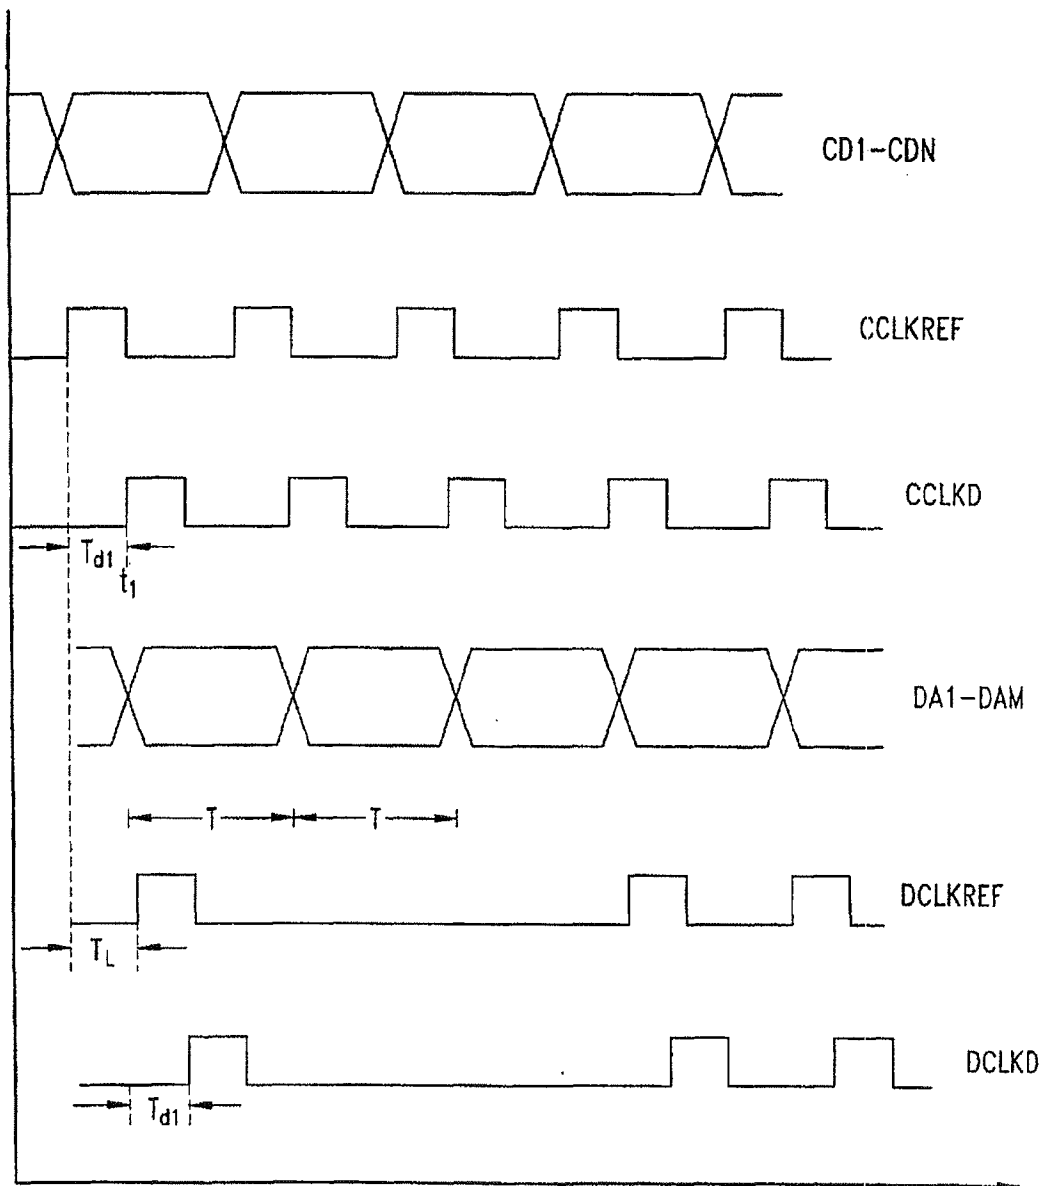 CD1-CDN
CCLKREF
CCLKD
Td1
t1
DA1-DAM
T T
DCLKREF
TL
DCLKD
Td1